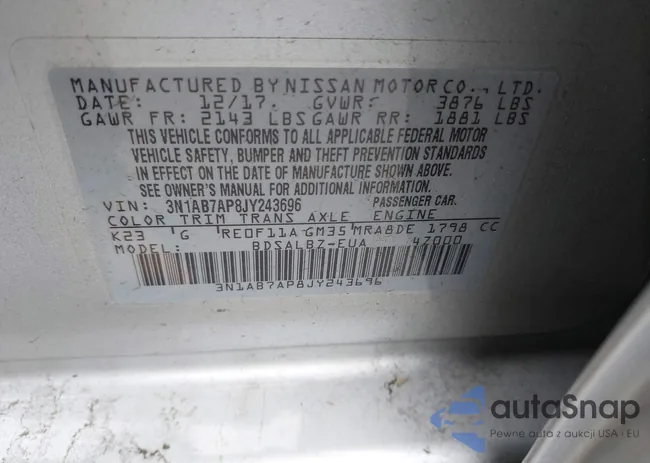 MANUFACTURED BY NISSAN MOTOR CO., LTD.
DATE: 12/17. GVWR: 3876 LBS
GAWR FR: 2143 LBS GAWR RR: 1881 LBS
THIS VEHICLE CONFORMS TO ALL APPLICABLE FEDERAL MOTOR
VEHICLE SAFETY, BUMPER AND THEFT PREVENTION STANDARDS
IN EFFECT ON THE DATE OF MANUFACTURE SHOWN ABOVE.
SEE OWNER'S MANUAL FOR ADDITIONAL INFORMATION.
VIN: 3N1AB7AP8JY243696 PASSENGER CAR.
COLOR TRIM TRANS AXLE ENGINE
K23 G RE0F11A GM35 MRA8DE 1798 CC
MODEL: BDSALBZ-EUA 47000
3N1AB7AP8JY243696
autoSnap
Pewne auta z aukcji USA i EU